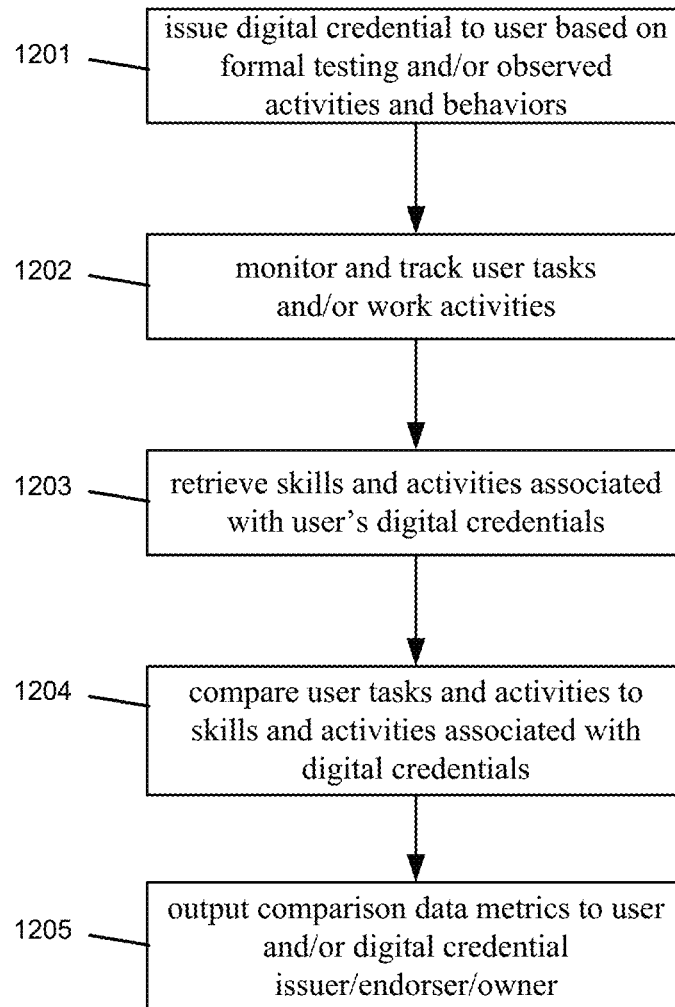 1201
issue digital credential to user based on
formal testing and/or observed
activities and behaviors
1202
monitor and track user tasks
and/or work activities
1203
retrieve skills and activities associated
with user's digital credentials
1204
compare user tasks and activities to
skills and activities associated with
digital credentials
1205
output comparison data metrics to user
and/or digital credential
issuer/endorser/owner